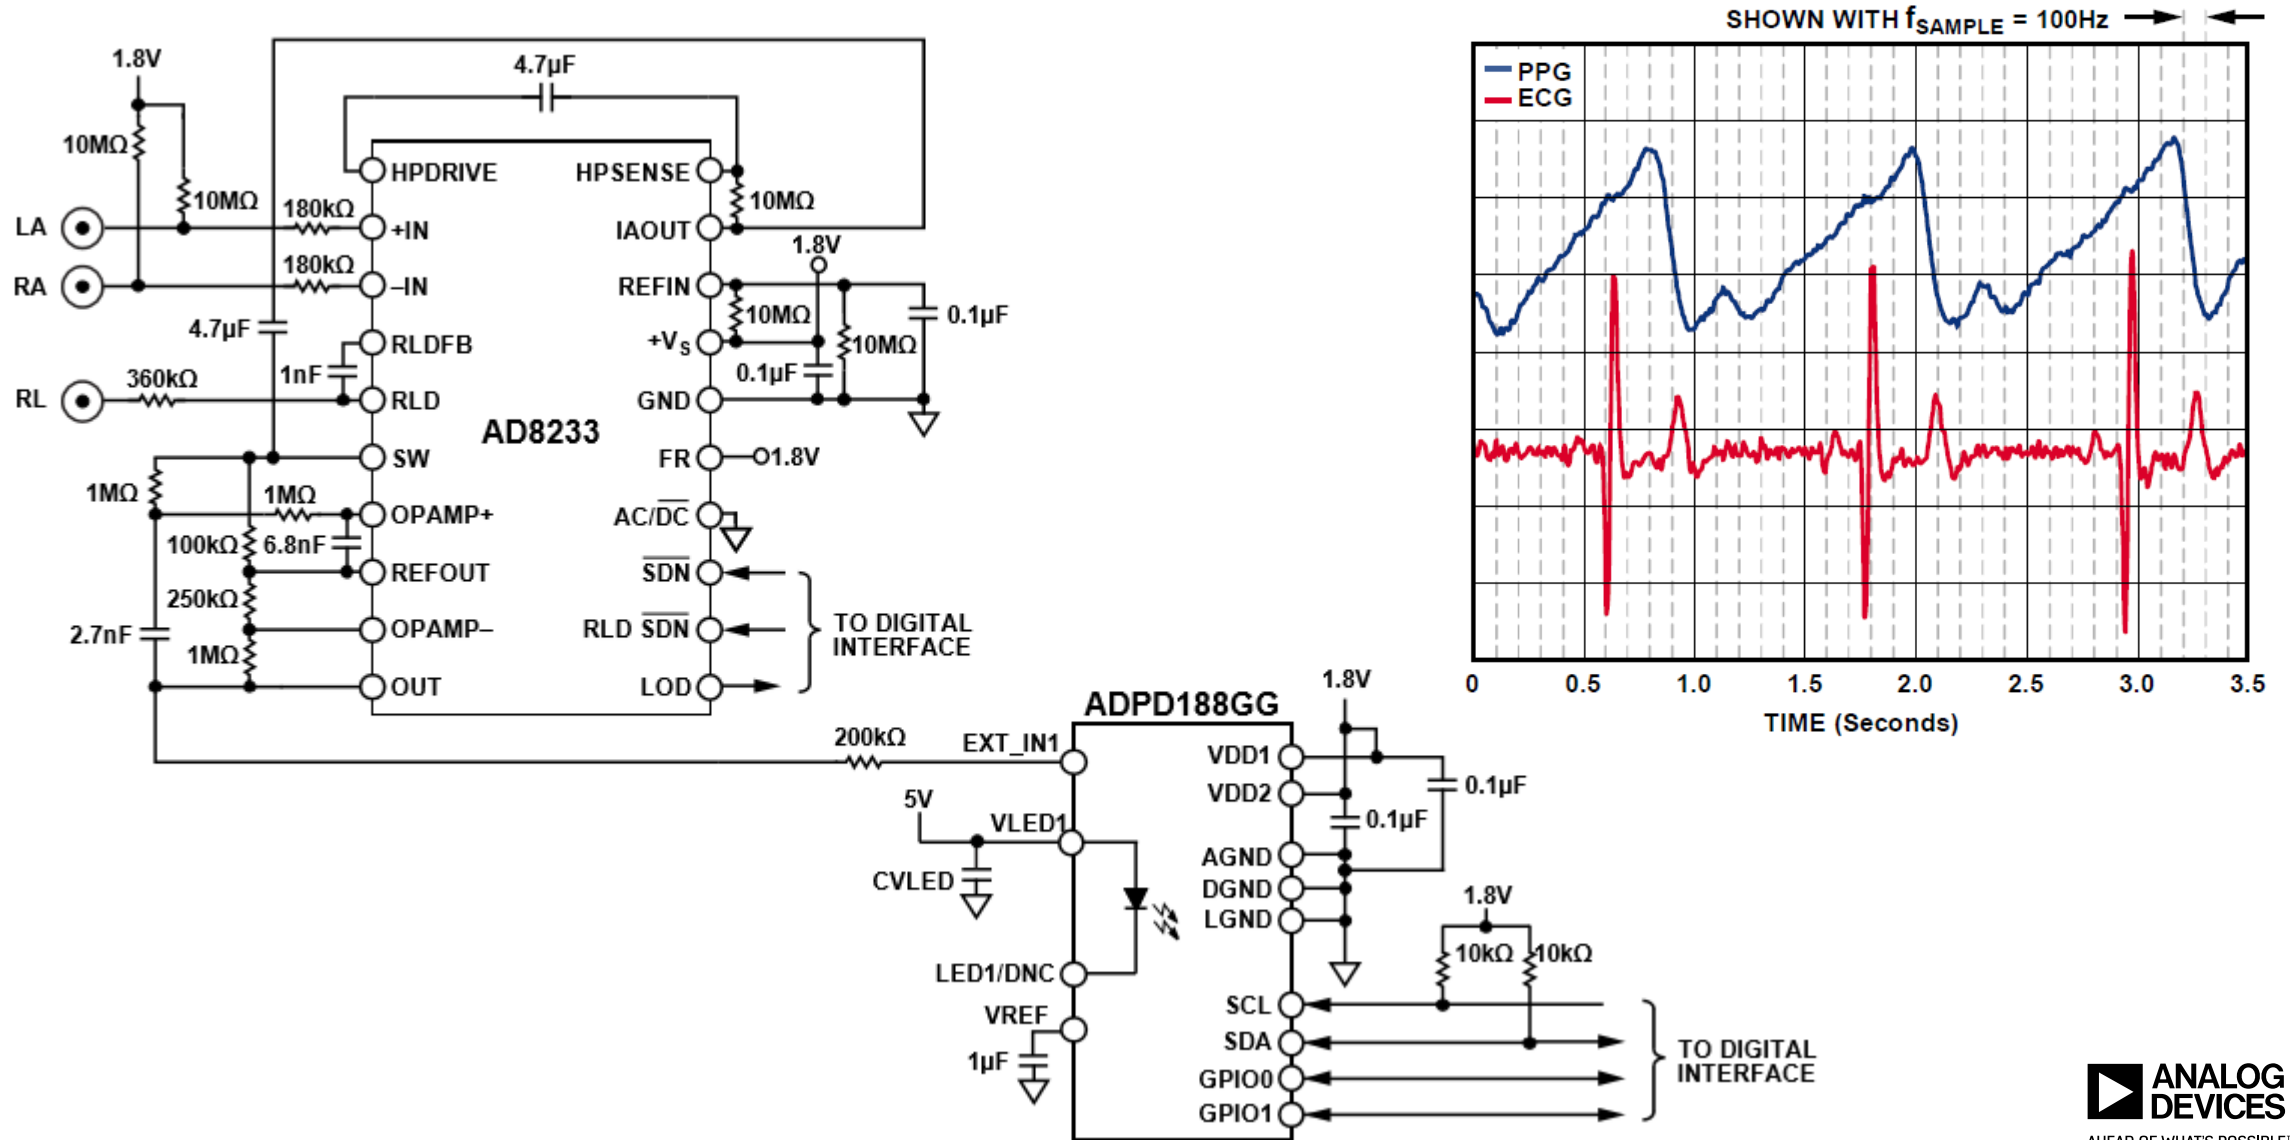 SHOWN WITH fSAMPLE = 100Hz
PPG
ECG
0 0.5 1.0 1.5 2.0 2.5 3.0 3.5
TIME (Seconds)
1.8V
4.7µF
10MΩ
10MΩ
HPDRIVE
HPSENSE
10MΩ
LA
180kΩ
+IN
IAOUT
1.8V
RA
180kΩ
–IN
REFIN
10MΩ
0.1µF
4.7µF
RLDFB
+VS
10MΩ
1nF
0.1µF
RL
360kΩ
RLD
GND
AD8233
SW
FR
1.8V
1MΩ
1MΩ
OPAMP+
AC/DC
100kΩ
6.8nF
REFOUT
SDN
250kΩ
2.7nF
OPAMP–
RLD SDN
TO DIGITAL
INTERFACE
1MΩ
OUT
LOD
ADPD188GG
1.8V
200kΩ
EXT_IN1
VDD1
VDD2
0.1µF
0.1µF
5V
VLED1
CVLED
AGND
DGND
LGND
1.8V
10kΩ
10kΩ
LED1/DNC
VREF
1µF
SCL
SDA
GPIO0
GPIO1
TO DIGITAL
INTERFACE
ANALOG
DEVICES
AHEAD OF WHAT'S POSSIBLE